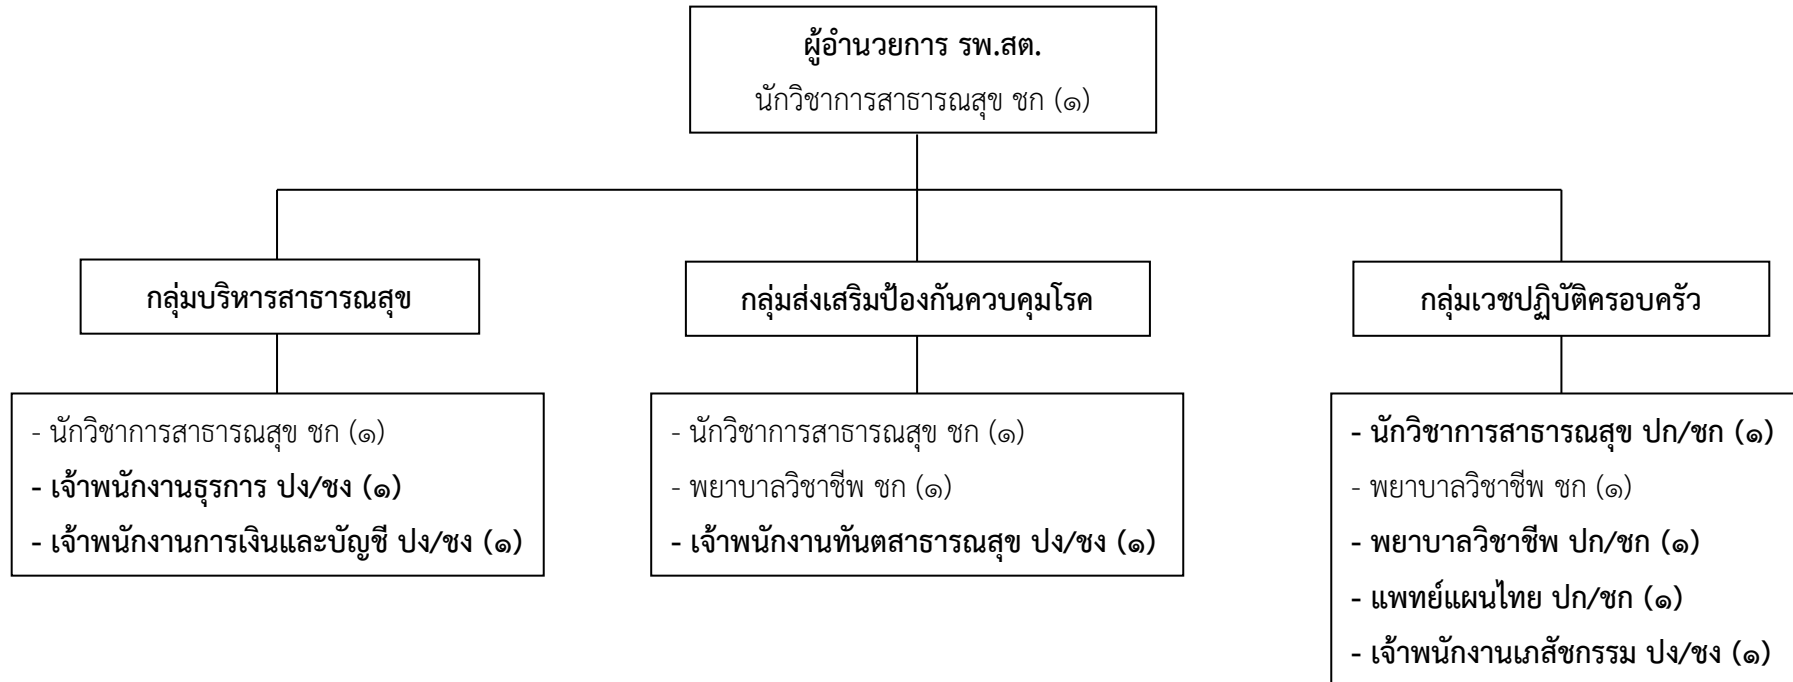 ผู้อำนวยการ รพ.สต.
นักวิชาการสาธารณสุข ชก (๑)
กลุ่มบริหารสาธารณสุข
- นักวิชาการสาธารณสุข ชก (๑)
- เจ้าพนักงานธุรการ ปง/ชง (๑)
- เจ้าพนักงานการเงินและบัญชี ปง/ชง (๑)
กลุ่มส่งเสริมป้องกันควบคุมโรค
- นักวิชาการสาธารณสุข ชก (๑)
- พยาบาลวิชาชีพ ชก (๑)
- เจ้าพนักงานทันตสาธารณสุข ปง/ชง (๑)
กลุ่มเวชปฏิบัติครอบครัว
- นักวิชาการสาธารณสุข ปก/ชก (๑)
- พยาบาลวิชาชีพ ชก (๑)
- พยาบาลวิชาชีพ ปก/ชก (๑)
- แพทย์แผนไทย ปก/ชก (๑)
- เจ้าพนักงานเภสัชกรรม ปง/ชง (๑)